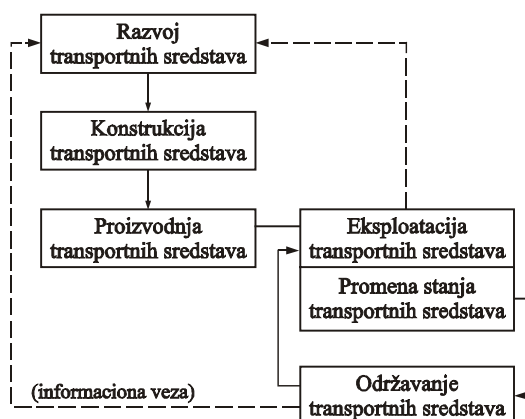 Razvoj
transportnih sredstava
Konstrukcija
transportnih sredstava
Proizvodnja
transportnih sredstava
Eksploatacija
transportnih sredstava
Promena stanja
transportnih sredstava
(informaciona veza)
Održavanje
transportnih sredstava